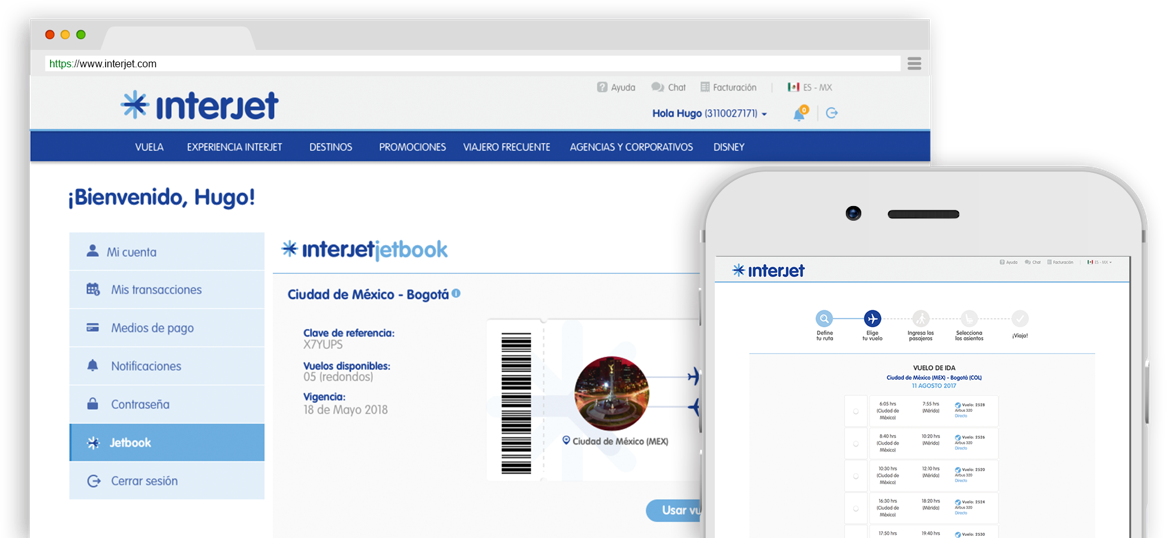 https://www.interjet.com
Ayuda Chat Facturación ES - MX
interjet
Hola Hugo (3110027171)
VUELA EXPERIENCIA INTERJET DESTINOS PROMOCIONES VIAJERO FRECUENTE AGENCIAS Y CORPORATIVOS DISNEY
¡Bienvenido, Hugo!
Mi cuenta
Mis transacciones
Medios de pago
Notificaciones
Contraseña
Jetbook
Cerrar sesión
interjetjetbook
Ciudad de México - Bogotá
Clave de referencia:
X7YUPS
Vuelos disponibles:
05 (redondos)
Vigencia:
18 de Mayo 2018
Ciudad de México (MEX)
Usar vu
Ayuda Chat Facturación ES - MX
interjet
Define
tu ruta
Elige
tu vuelo
Ingresa los
pasajeros
Selecciona
los asientos
¡Viaja!
VUELO DE IDA
Ciudad de México (MEX) - Bogotá (COL)
11 AGOSTO 2017
6:05 hrs
(Ciudad de
México)
7:55 hrs
(Mérida)
Vuelo: 2328
Airbus 320
Directo
8:40 hrs
(Ciudad de
México)
10:20 hrs
(Mérida)
Vuelo: 2326
Airbus 320
Directo
10:30 hrs
(Ciudad de
México)
12:10 hrs
(Mérida)
Vuelo: 2320
Airbus 320
Directo
16:30 hrs
(Ciudad de
México)
18:20 hrs
(Mérida)
Vuelo: 2324
Airbus 320
Directo
17:50 hrs
19:40 hrs